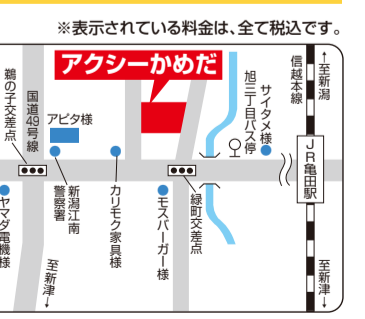 ※表示されている料金は、全て税込です。
アクシーかめだ
←至新潟
信越本線
サイタメ様
旭三丁目バス停
アピタ様
国道49号線
鵜の子交差点
JR亀田駅
緑町交差点
モスバーガー様
カリモク家具様
新潟江南警察署
ヤマダ電機様
至新津→
至新津→